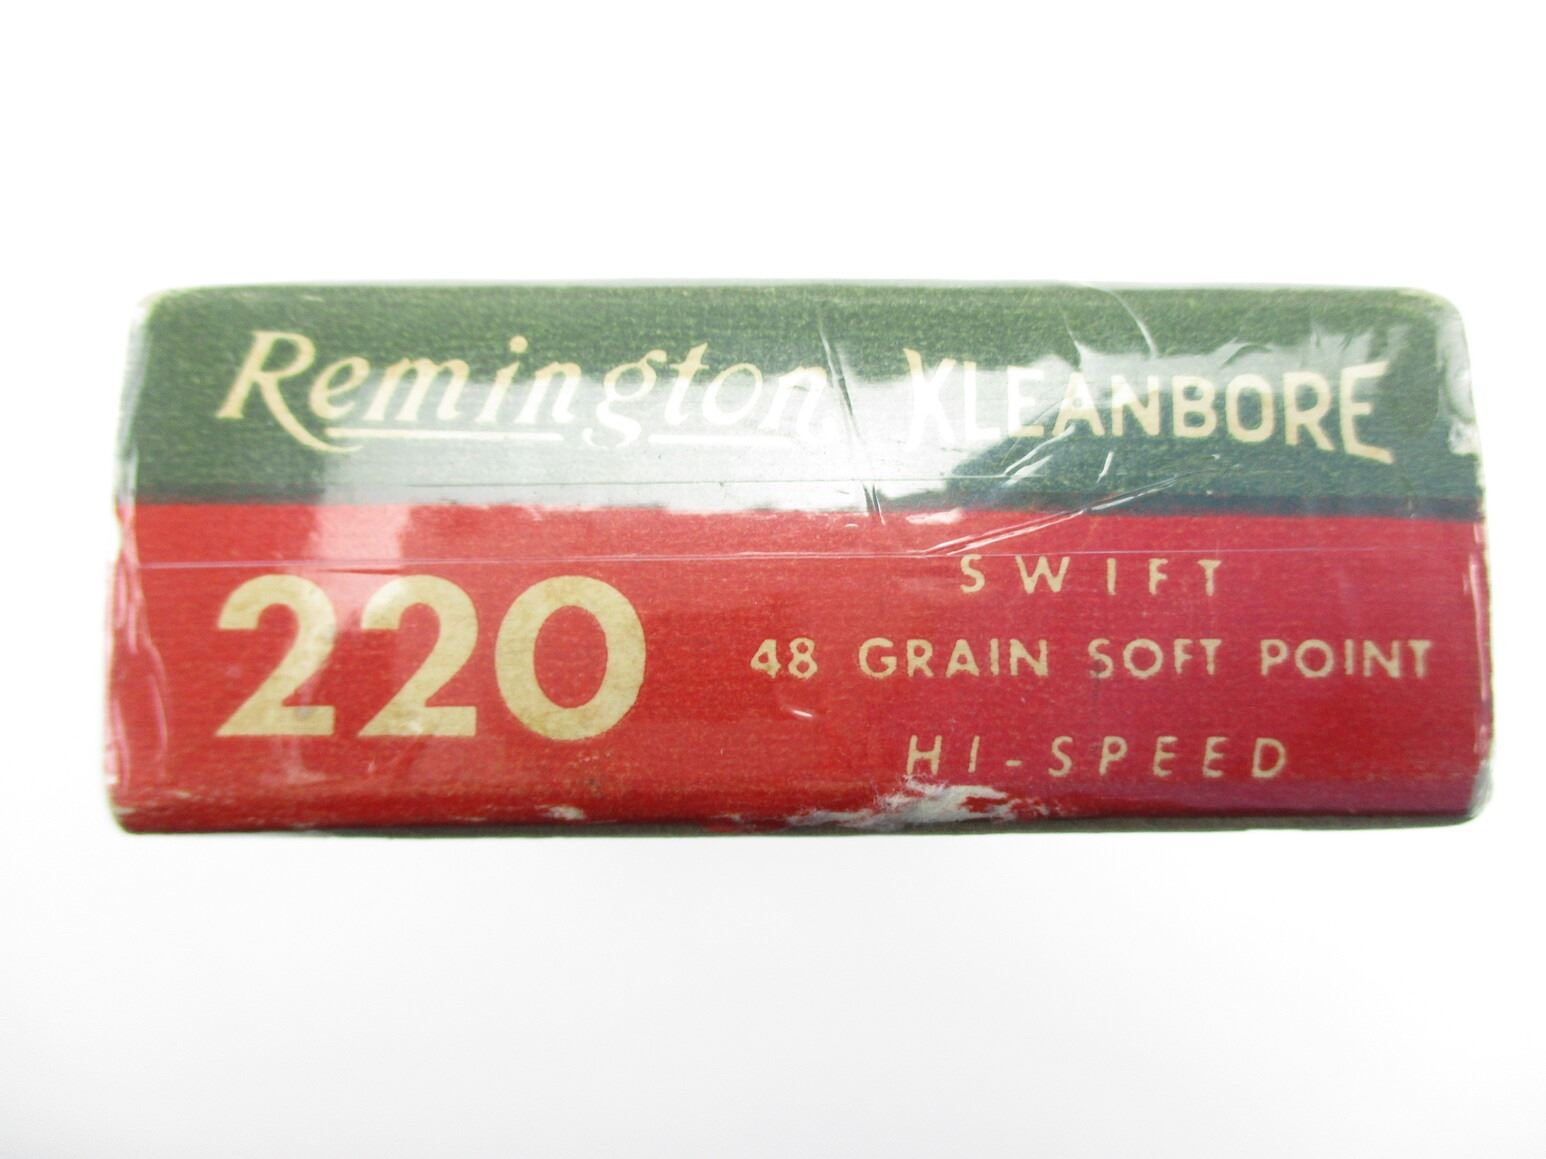 Remington KLEANBORE
220
SWIFT
48 GRAIN SOFT POINT
HI-SPEED